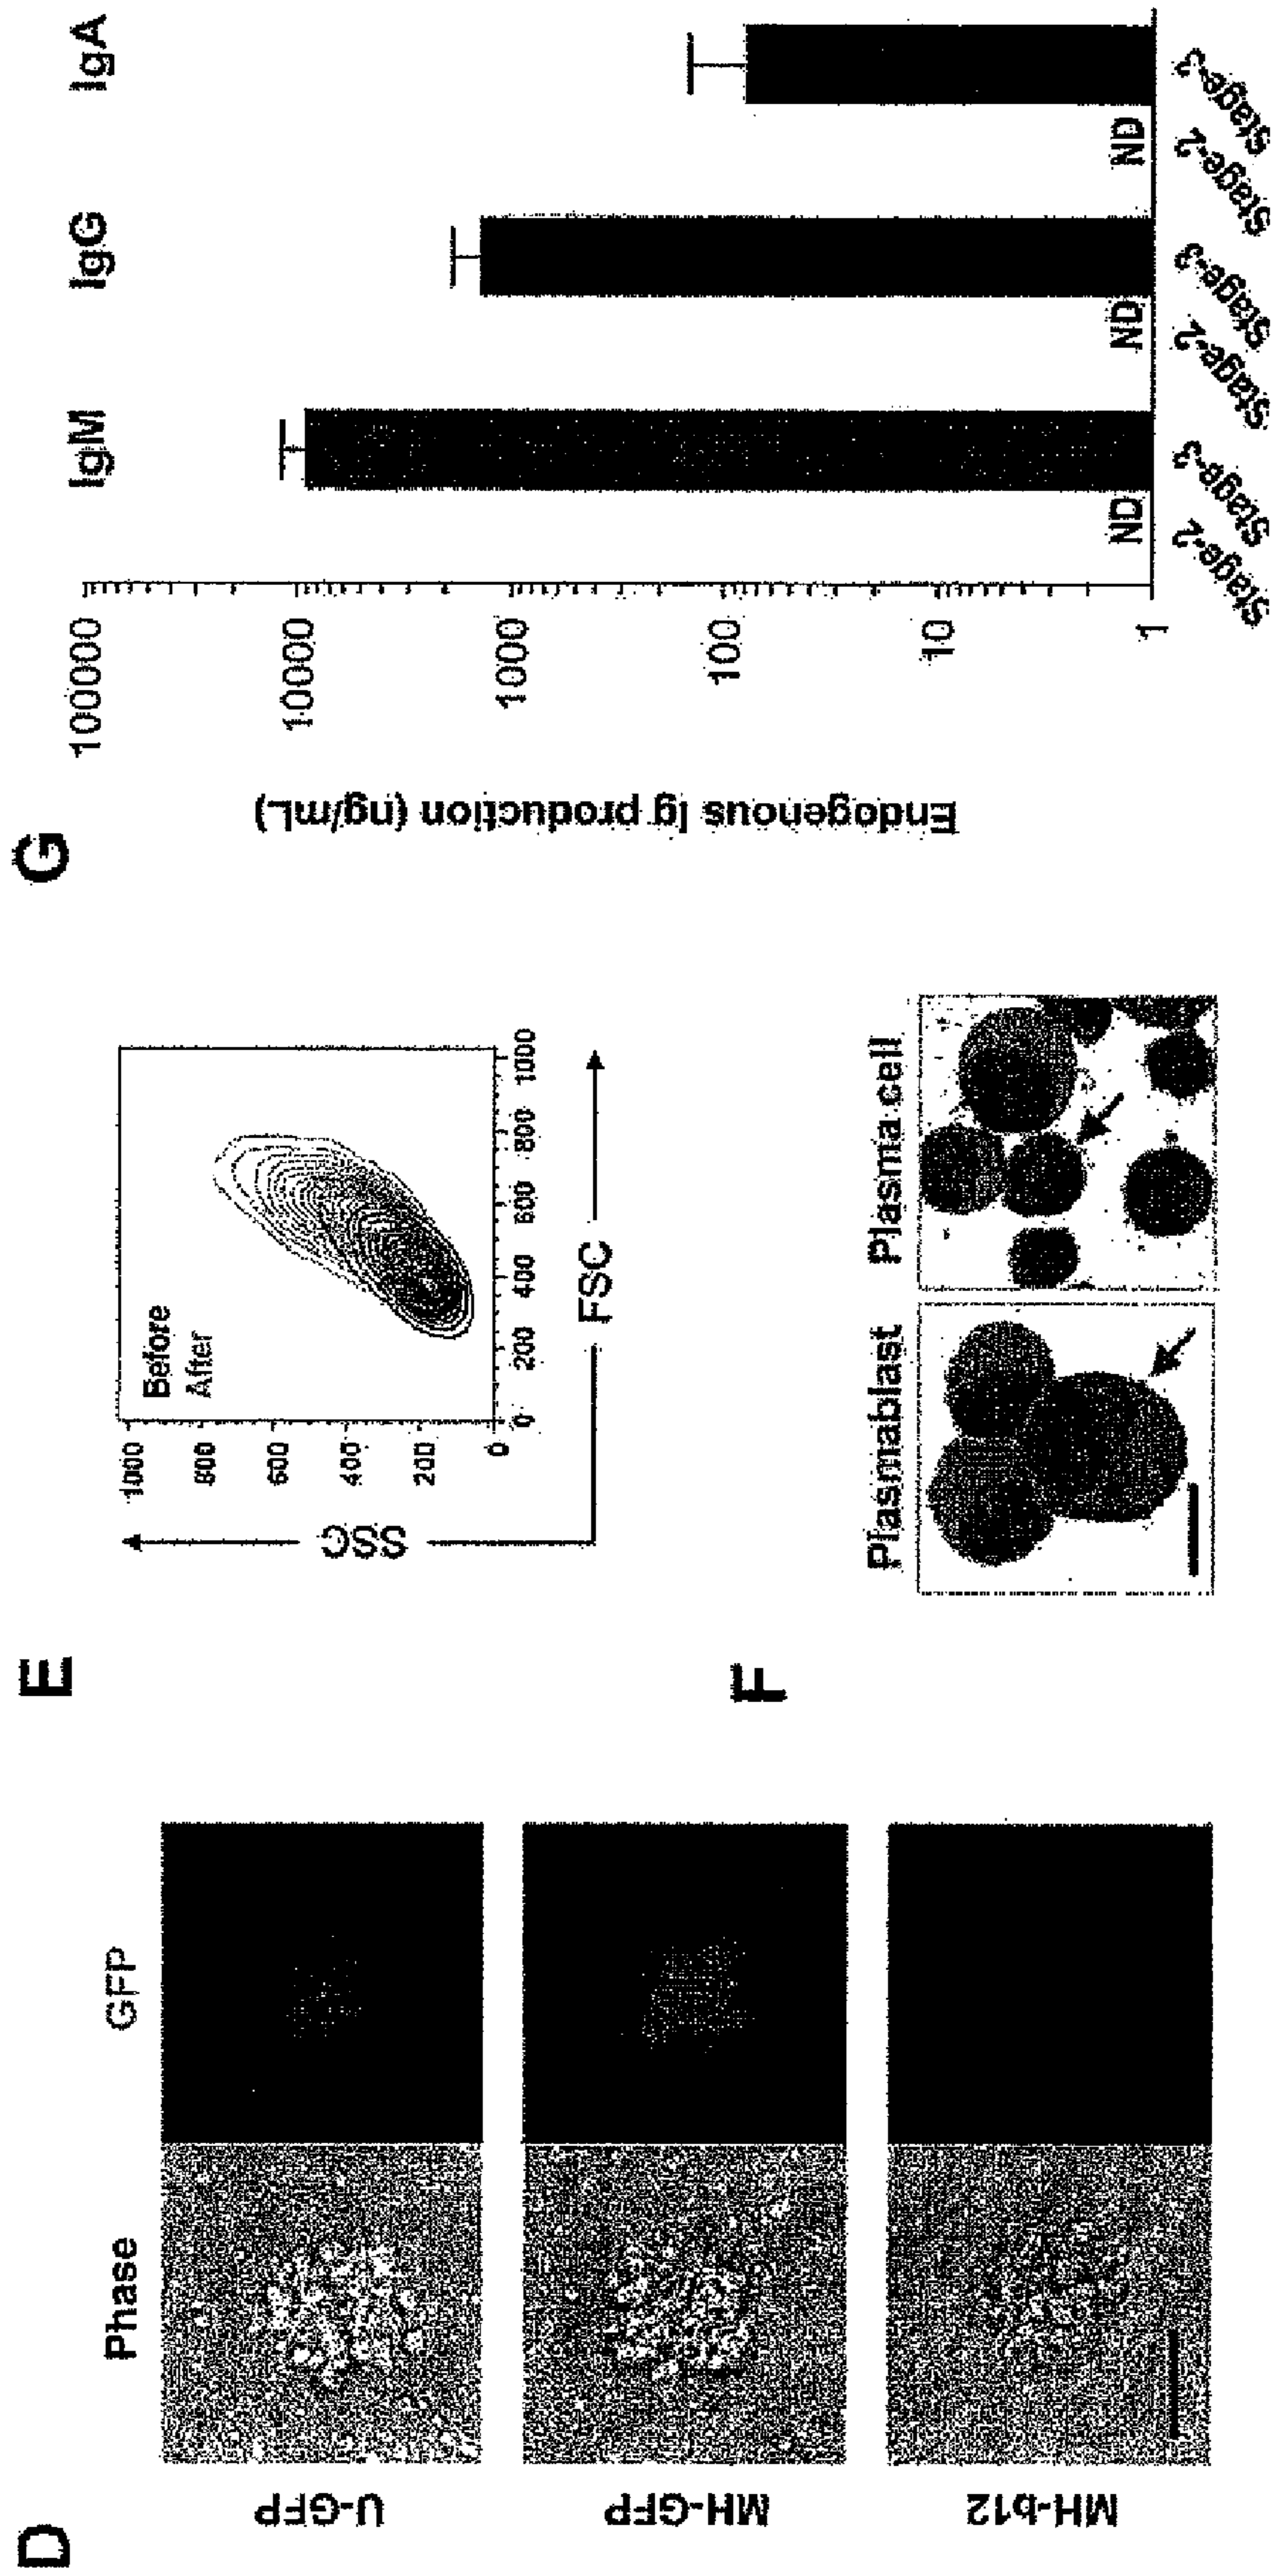 D
Phase
GFP
U-GFP
MH-GFP
MH-b12
E
Before
After
SSC
1000
800
600
400
200
0
0
200
400
600
800
1000
FSC
F
Plasmablast
Plasma cell
G
IgM
IgG
IgA
Endogenous Ig production (ng/mL)
100000
10000
1000
100
10
1
ND
ND
ND
Stage-2
Stage-3
Stage-2
Stage-3
Stage-2
Stage-3